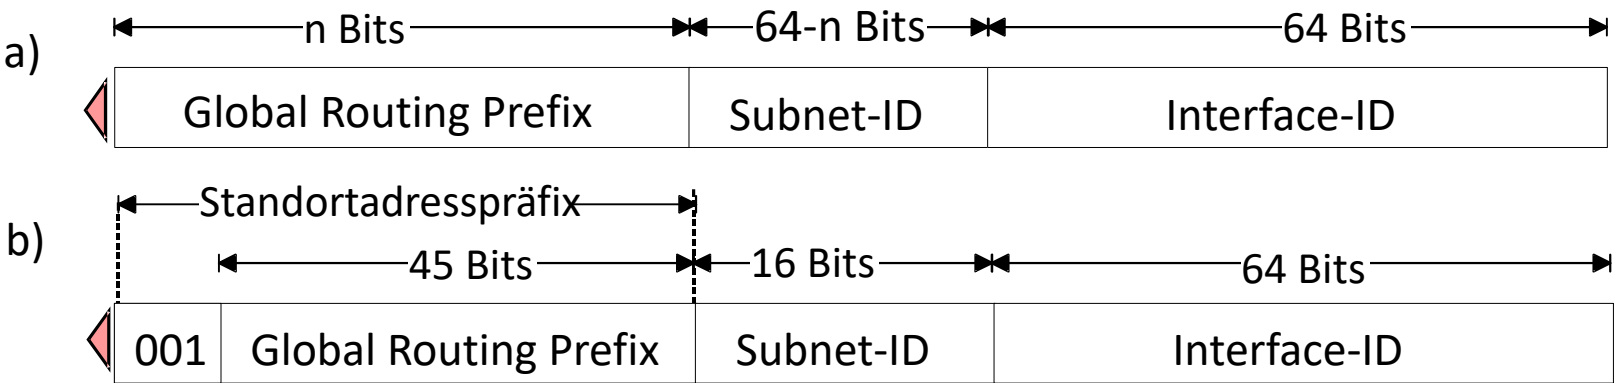 a)
n Bits 64-n Bits 64 Bits
Global Routing Prefix Subnet-ID Interface-ID
b)
Standortadresspräfix
45 Bits 16 Bits 64 Bits
001 Global Routing Prefix Subnet-ID Interface-ID